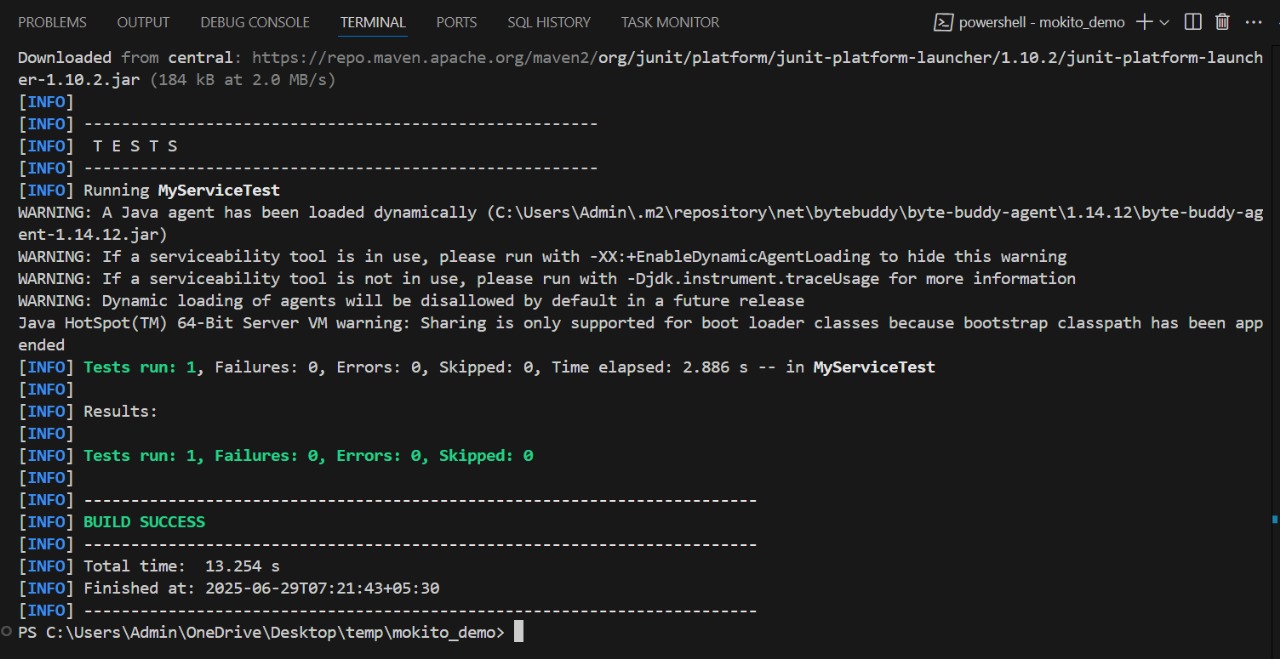 PROBLEMS OUTPUT DEBUG CONSOLE TERMINAL PORTS SQL HISTORY TASK MONITOR powershell - mokito_demo
Downloaded from central: https://repo.maven.apache.org/maven2/org/junit/platform/junit-platform-launcher/1.10.2/junit-platform-launch
er-1.10.2.jar (184 kB at 2.0 MB/s)
[INFO]
[INFO] -------------------------------------------------------
[INFO]  T E S T S
[INFO] -------------------------------------------------------
[INFO] Running MyServiceTest
WARNING: A Java agent has been loaded dynamically (C:\Users\Admin\.m2\repository\net\bytebuddy\byte-buddy-agent\1.14.12\byte-buddy-ag
ent-1.14.12.jar)
WARNING: If a serviceability tool is in use, please run with -XX:+EnableDynamicAgentLoading to hide this warning
WARNING: If a serviceability tool is not in use, please run with -Djdk.instrument.traceUsage for more information
WARNING: Dynamic loading of agents will be disallowed by default in a future release
Java HotSpot(TM) 64-Bit Server VM warning: Sharing is only supported for boot loader classes because bootstrap classpath has been app
ended
[INFO] Tests run: 1, Failures: 0, Errors: 0, Skipped: 0, Time elapsed: 2.886 s -- in MyServiceTest
[INFO]
[INFO] Results:
[INFO]
[INFO] Tests run: 1, Failures: 0, Errors: 0, Skipped: 0
[INFO]
[INFO] ------------------------------------------------------------------------
[INFO] BUILD SUCCESS
[INFO] ------------------------------------------------------------------------
[INFO] Total time:  13.254 s
[INFO] Finished at: 2025-06-29T07:21:43+05:30
[INFO] ------------------------------------------------------------------------
PS C:\Users\Admin\OneDrive\Desktop\temp\mokito_demo>